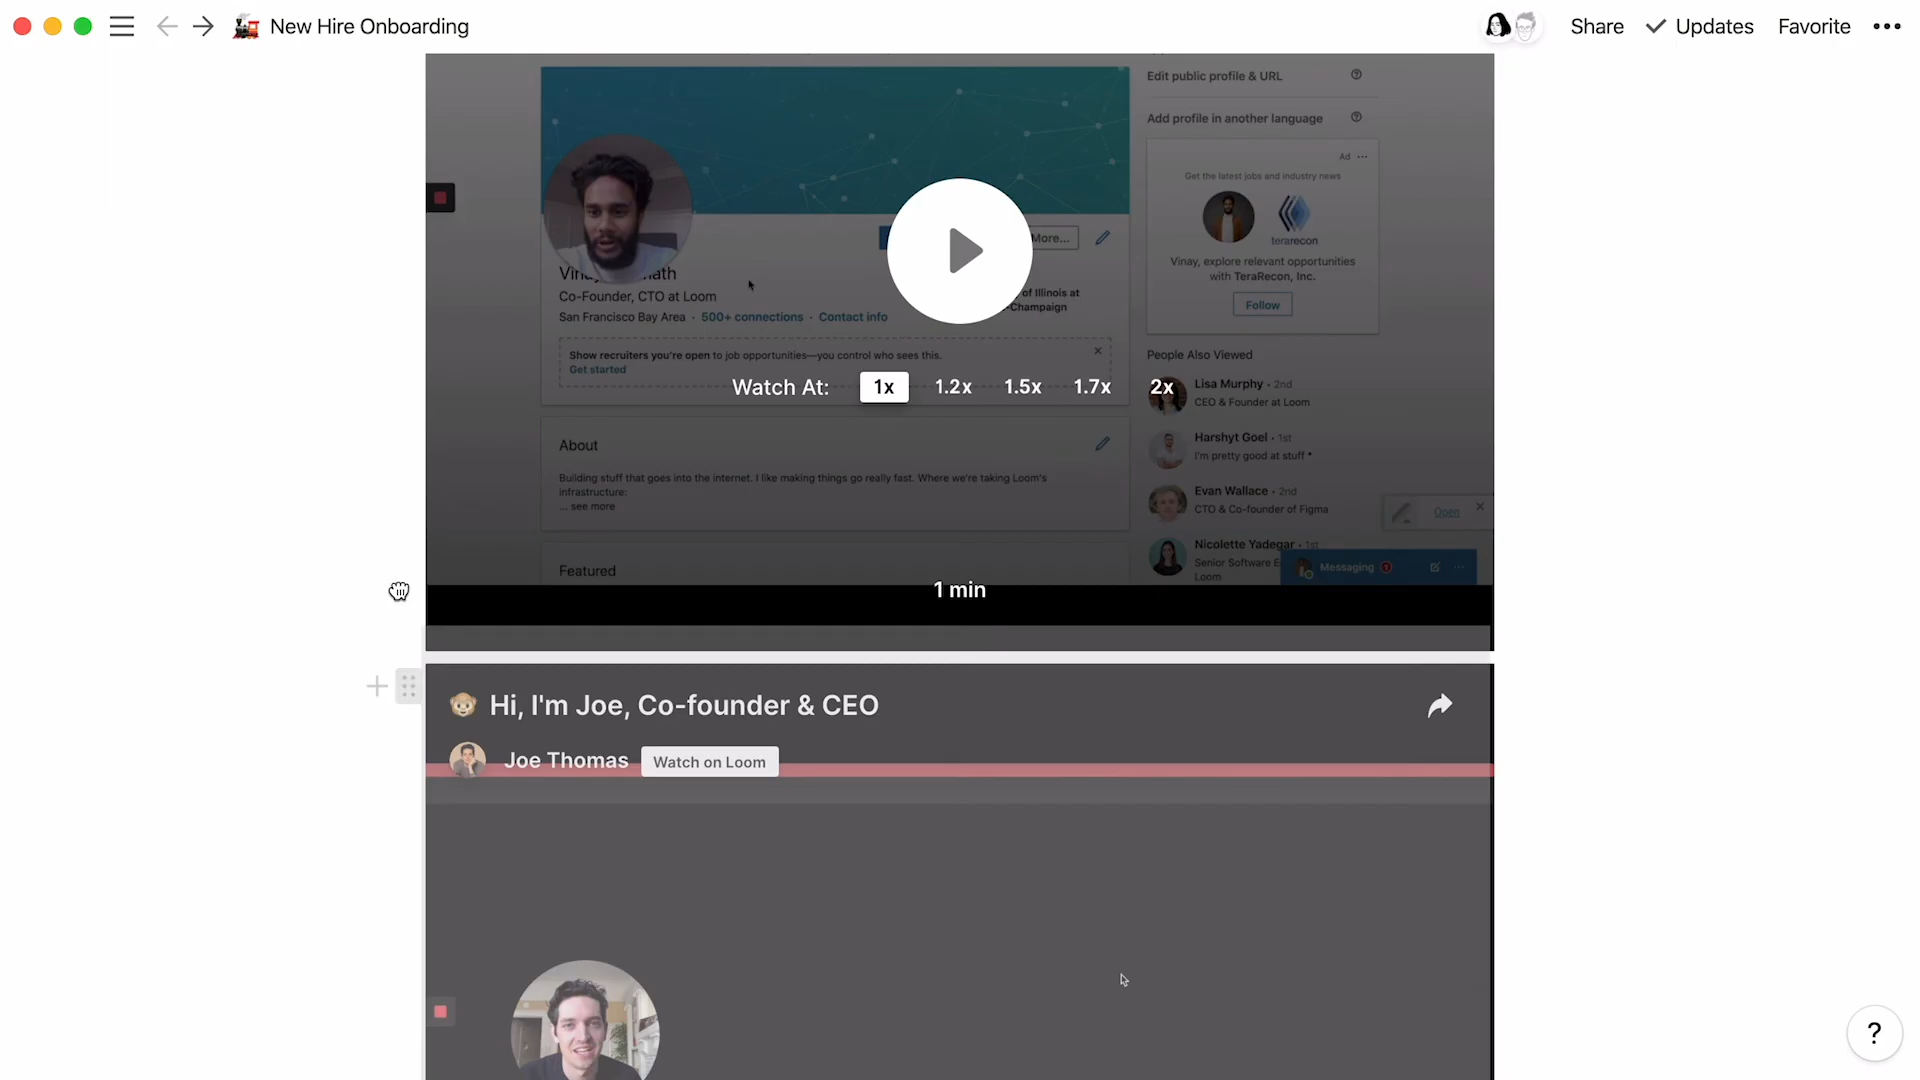 New Hire Onboarding
Share
Updates
Favorite
Edit public profile & URL
Add profile in another language
Ad
Get the latest jobs and industry news
terarecon
Vinay, explore relevant opportunities
with TeraRecon, Inc.
Follow
More...
Co-Founder, CTO at Loom
of Illinois at
-Champaign
San Francisco Bay Area · 500+ connections · Contact info
Show recruiters you're open to job opportunities—you control who sees this.
Get started
Watch At: 1x 1.2x 1.5x 1.7x 2x
People Also Viewed
Lisa Murphy · 2nd
CEO & Founder at Loom
Harshyt Goel · 1st
I'm pretty good at stuff *
Evan Wallace · 2nd
CTO & Co-founder of Figma
Nicolette Yadegar · 1st
Senior Software E
Loom
About
Building stuff that goes into the internet. I like making things go really fast. Where we're taking Loom's
infrastructure:
... see more
Featured
Open
Messaging 1
1 min
Hi, I'm Joe, Co-founder & CEO
Joe Thomas
Watch on Loom
?